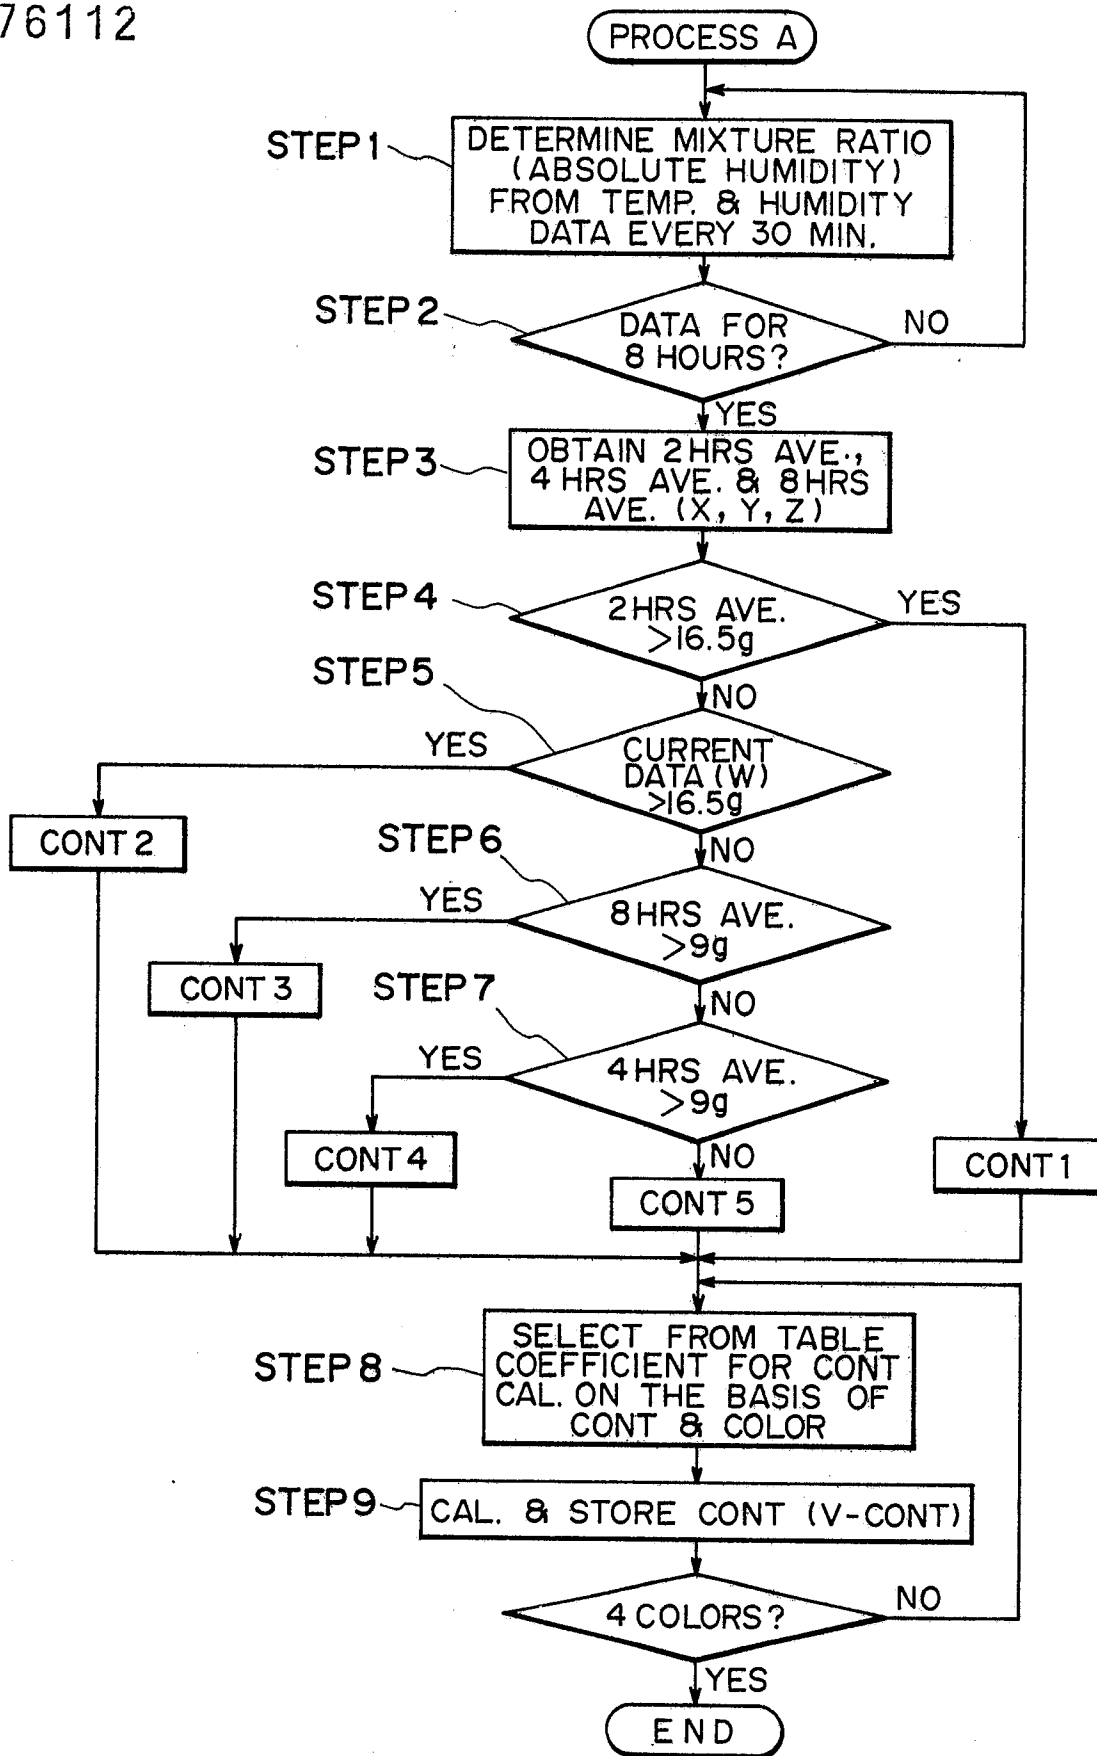 76112
PROCESS A
STEP 1
DETERMINE MIXTURE RATIO
(ABSOLUTE HUMIDITY)
FROM TEMP. & HUMIDITY
DATA EVERY 30 MIN.
STEP 2
DATA FOR
8 HOURS?
NO
YES
STEP 3
OBTAIN 2HRS AVE.,
4 HRS AVE. & 8HRS
AVE. (X, Y, Z)
STEP 4
2HRS AVE.
>16.5g
YES
NO
STEP 5
CURRENT
DATA (W)
>16.5g
YES
CONT 2
NO
STEP 6
8HRS AVE.
>9g
YES
CONT 3
NO
STEP 7
4HRS AVE.
>9g
YES
CONT 4
NO
CONT 5
CONT 1
STEP 8
SELECT FROM TABLE
COEFFICIENT FOR CONT
CAL. ON THE BASIS OF
CONT & COLOR
STEP 9
CAL. & STORE CONT (V-CONT)
4 COLORS?
NO
YES
END